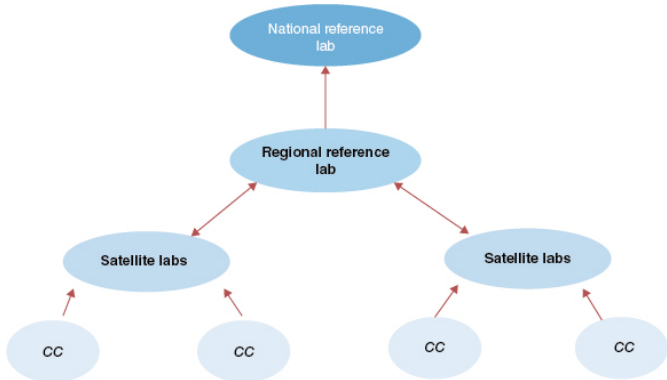 National reference
lab
Regional reference
lab
Satellite labs
Satellite labs
CC
CC
CC
CC